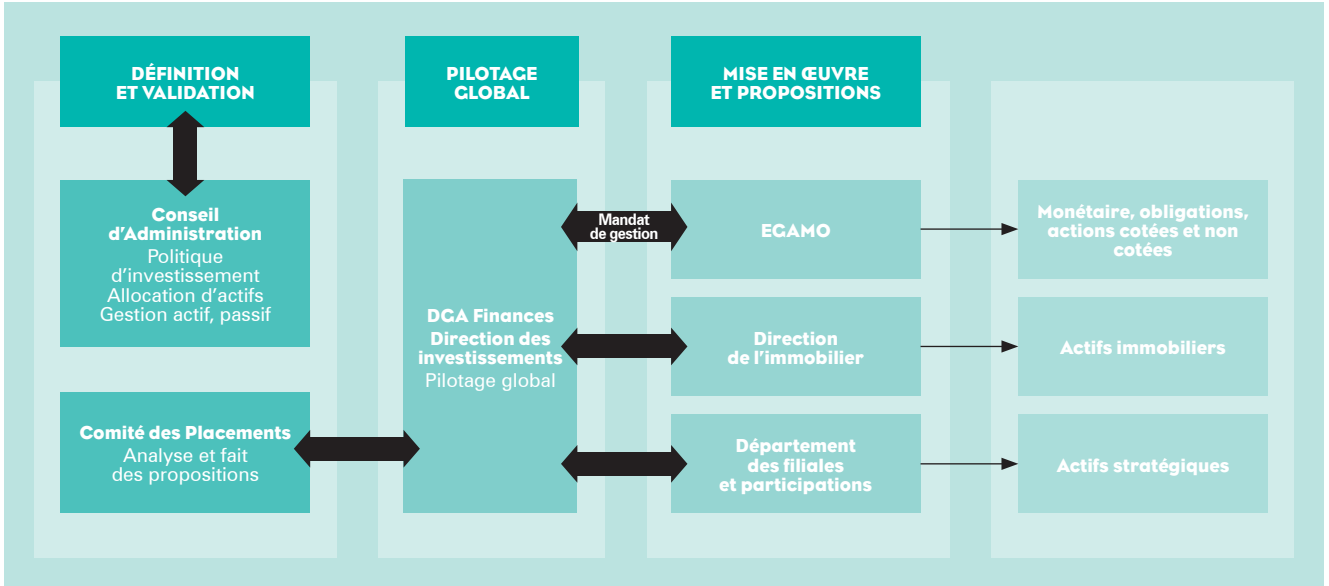 DÉFINITION
ET VALIDATION
Conseil
d'Administration
Politique
d'investissement
Allocation d'actifs
Gestion actif, passif
Comité des Placements
Analyse et fait
des propositions
PILOTAGE
GLOBAL
DGA Finances
Direction des
investissements
Pilotage global
MISE EN ŒUVRE
ET PROPOSITIONS
Mandat
de gestion
EGAMO
Direction
de l'immobilier
Département
des filiales
et participations
Monétaire, obligations,
actions cotées et non
cotées
Actifs immobiliers
Actifs stratégiques